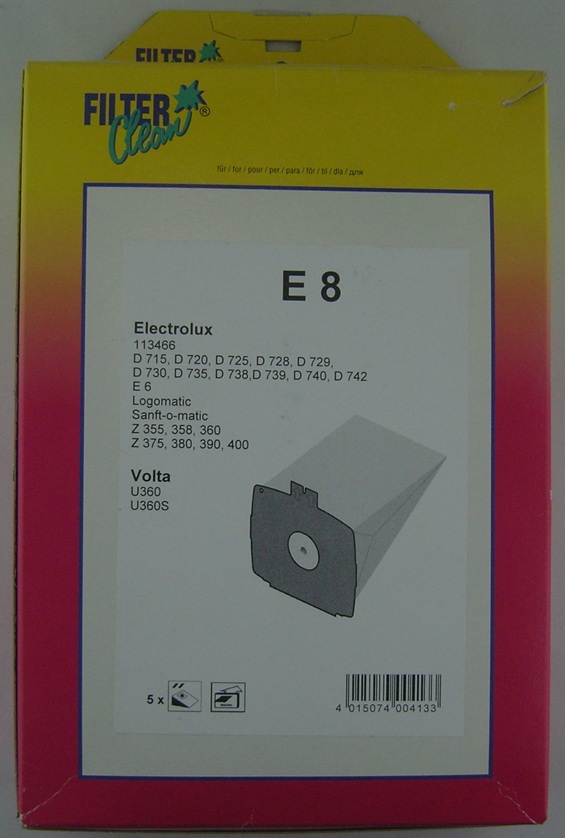 FILTER
FILTER
Clean®
für / for / pour / per / para / för / til / dla / для
E 8
Electrolux
113466
D 715, D 720, D 725, D 728, D 729,
D 730, D 735, D 738,D 739, D 740, D 742
E 6
Logomatic
Sanft-o-matic
Z 355, 358, 360
Z 375, 380, 390, 400
Volta
U360
U360S
5 x
4 015074 004133